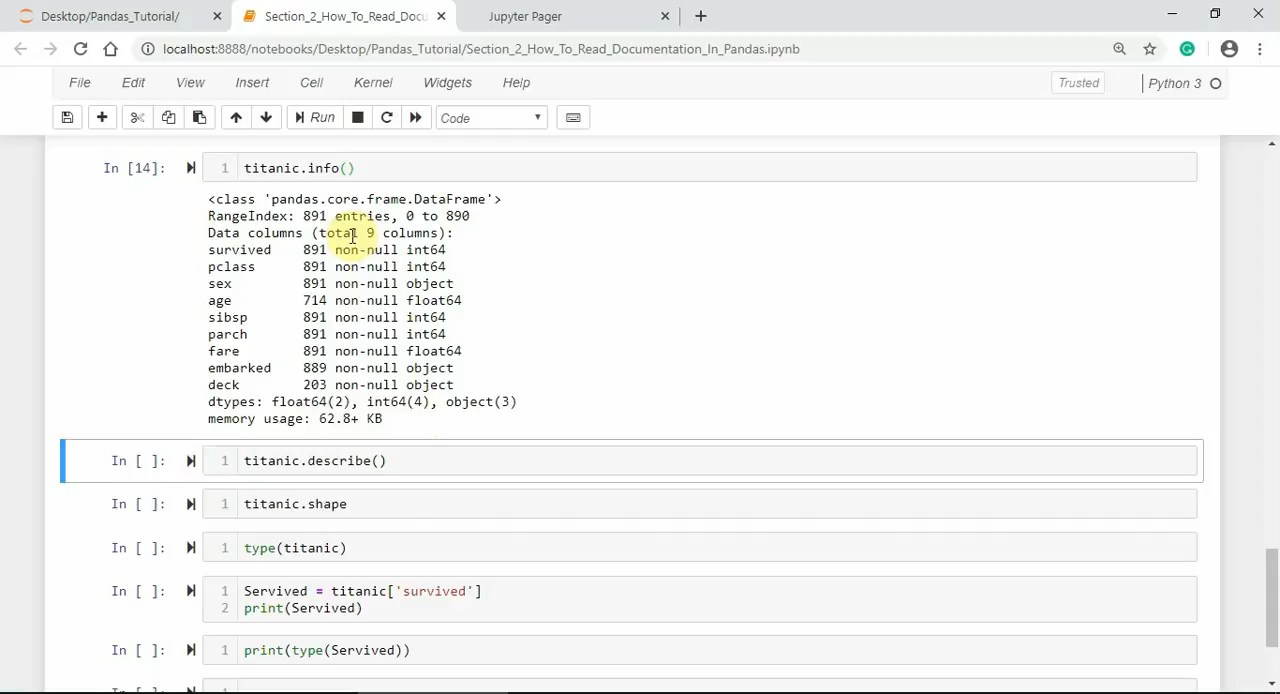 Desktop/Pandas_Tutorial/
Section_2_How_To_Read_Docu
Jupyter Pager
localhost:8888/notebooks/Desktop/Pandas_Tutorial/Section_2_How_To_Read_Documentation_In_Pandas.ipynb
File Edit View Insert Cell Kernel Widgets Help Trusted Python 3
Run Code
In [14]: 1 titanic.info()
<class 'pandas.core.frame.DataFrame'>
RangeIndex: 891 entries, 0 to 890
Data columns (total 9 columns):
survived 891 non-null int64
pclass 891 non-null int64
sex 891 non-null object
age 714 non-null float64
sibsp 891 non-null int64
parch 891 non-null int64
fare 891 non-null float64
embarked 889 non-null object
deck 203 non-null object
dtypes: float64(2), int64(4), object(3)
memory usage: 62.8+ KB
In [ ]: 1 titanic.describe()
In [ ]: 1 titanic.shape
In [ ]: 1 type(titanic)
In [ ]: 1 Servived = titanic['survived']
2 print(Servived)
In [ ]: 1 print(type(Servived))